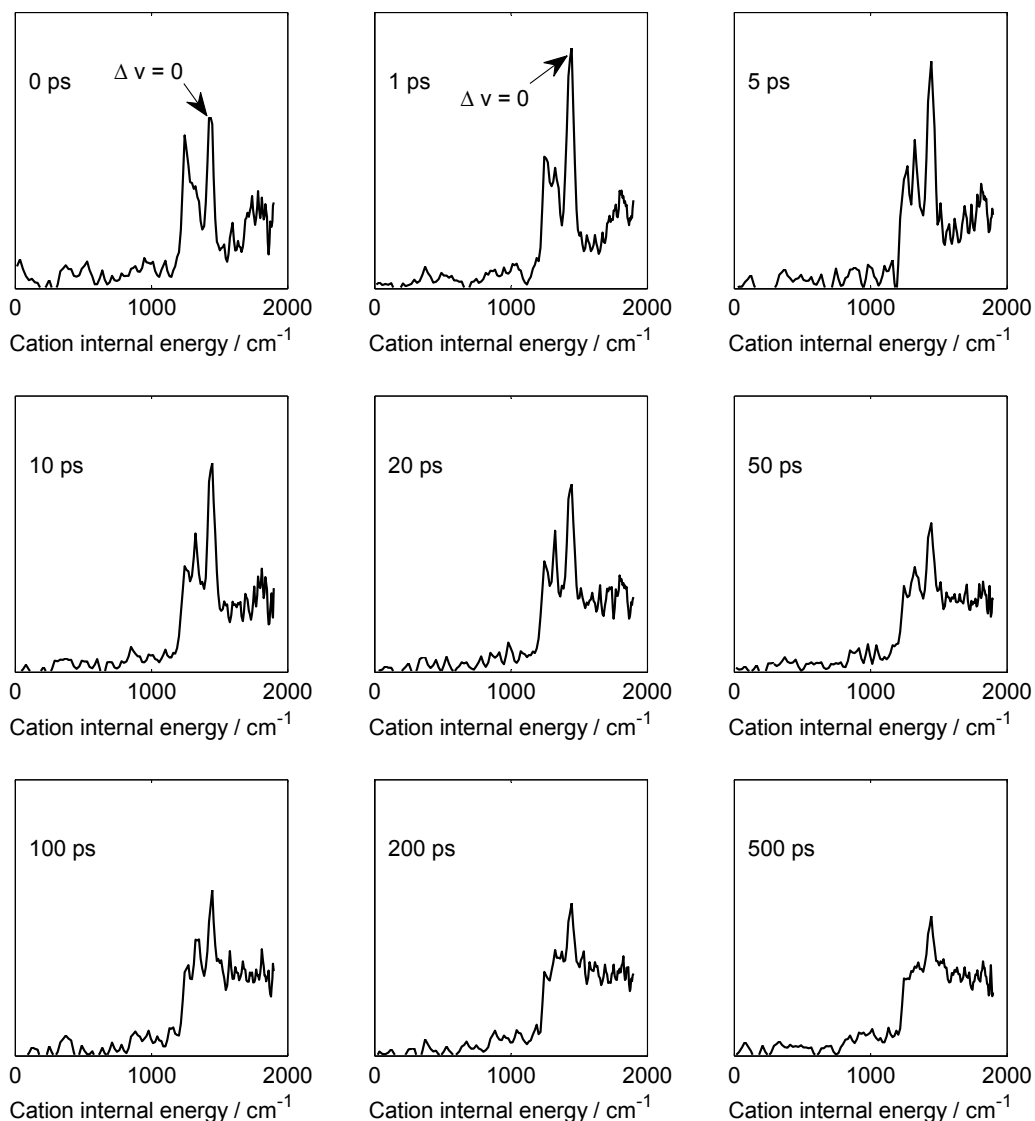 0 ps
Δ v = 0
1 ps
Δ v = 0
5 ps
0 1000 2000
0 1000 2000
0 1000 2000
Cation internal energy / cm-1
Cation internal energy / cm-1
Cation internal energy / cm-1
10 ps
20 ps
50 ps
0 1000 2000
0 1000 2000
0 1000 2000
Cation internal energy / cm-1
Cation internal energy / cm-1
Cation internal energy / cm-1
100 ps
200 ps
500 ps
0 1000 2000
0 1000 2000
0 1000 2000
Cation internal energy / cm-1
Cation internal energy / cm-1
Cation internal energy / cm-1